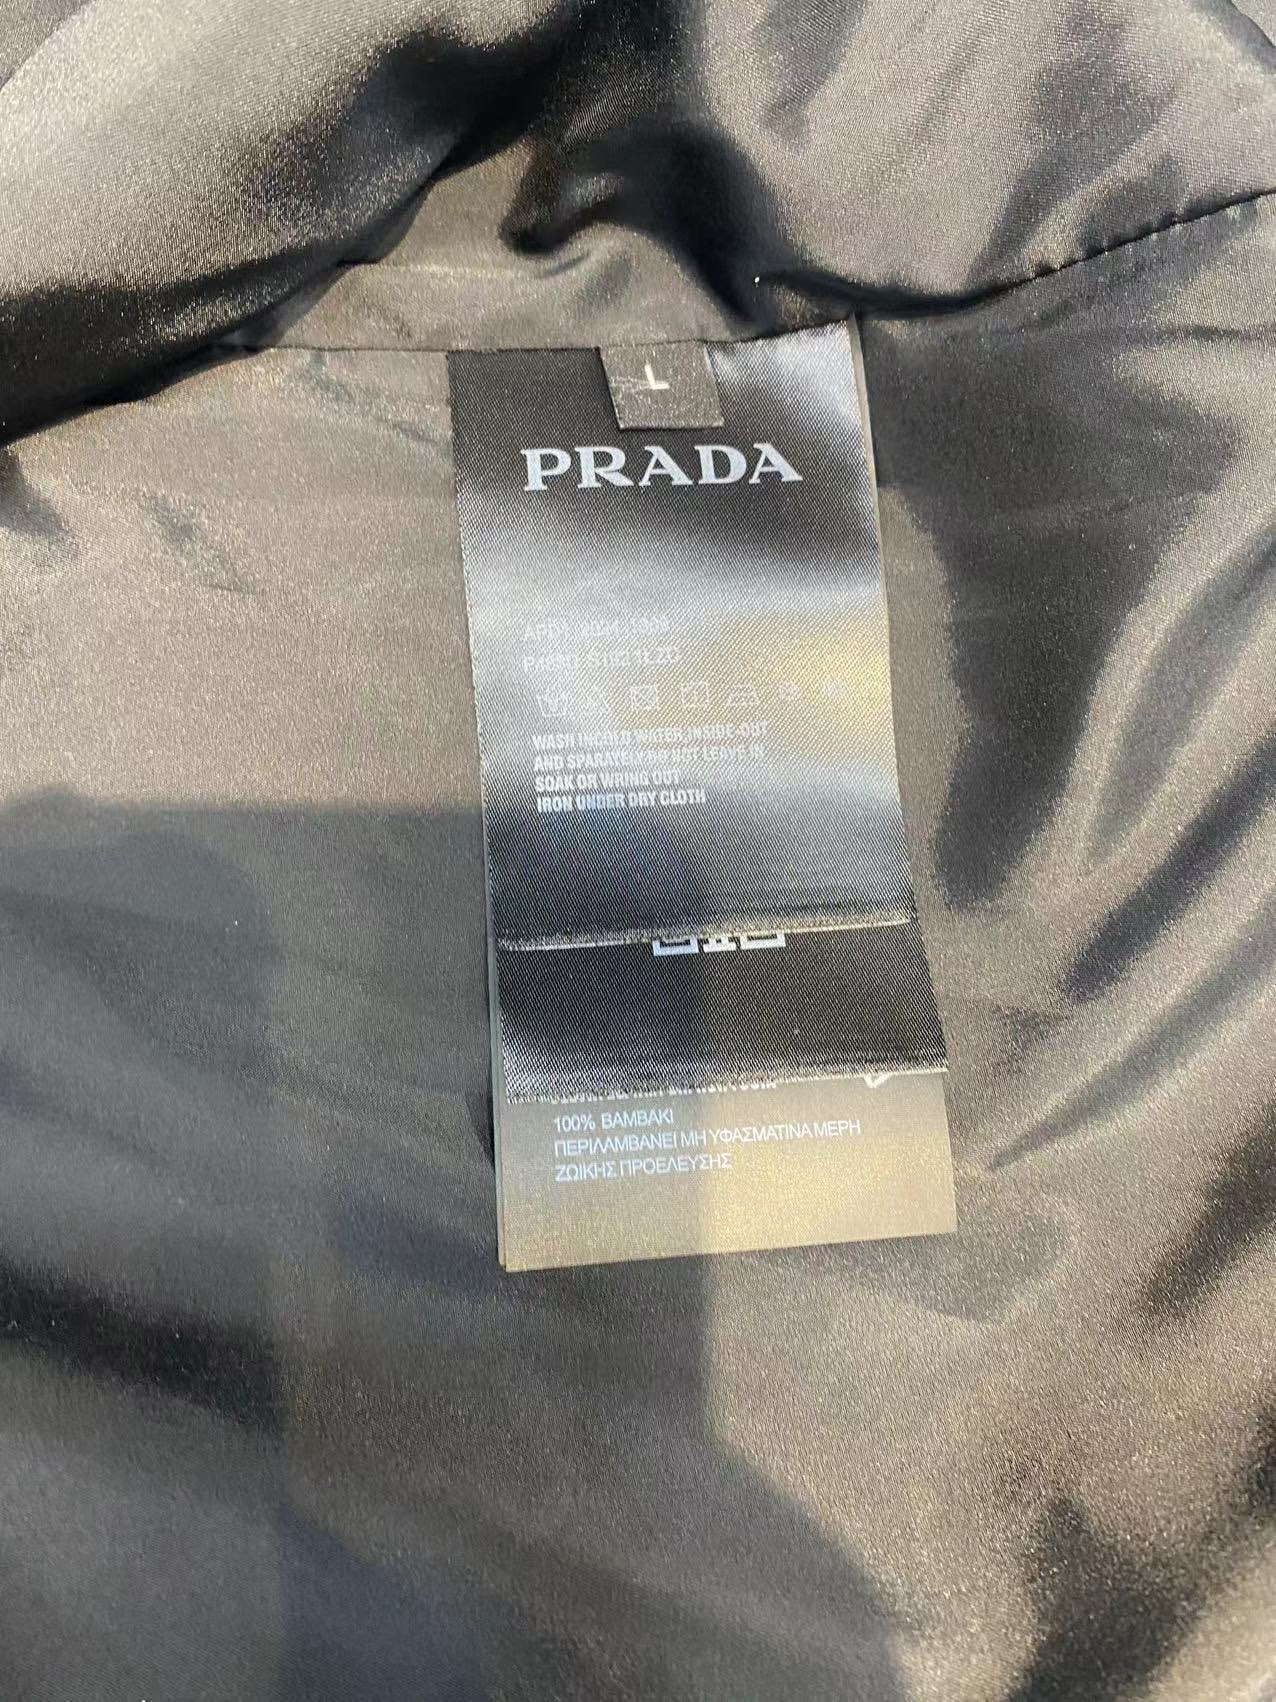 L
PRADA
WASH IN COLD WATER INSIDE-OUT
AND SPARATELY DO NOT LEAVE IN
SOAK OR WRING OUT
IRON UNDER DRY CLOTH
100% ΒΑΜΒΑΚΙ
ΠΕΡΙΛΑΜΒΑΝΕΙ ΜΗ ΥΦΑΣΜΑΤΙΝΑ ΜΕΡΗ
ΖΩΙΚΗΣ ΠΡΟΕΛΕΥΣΗΣ